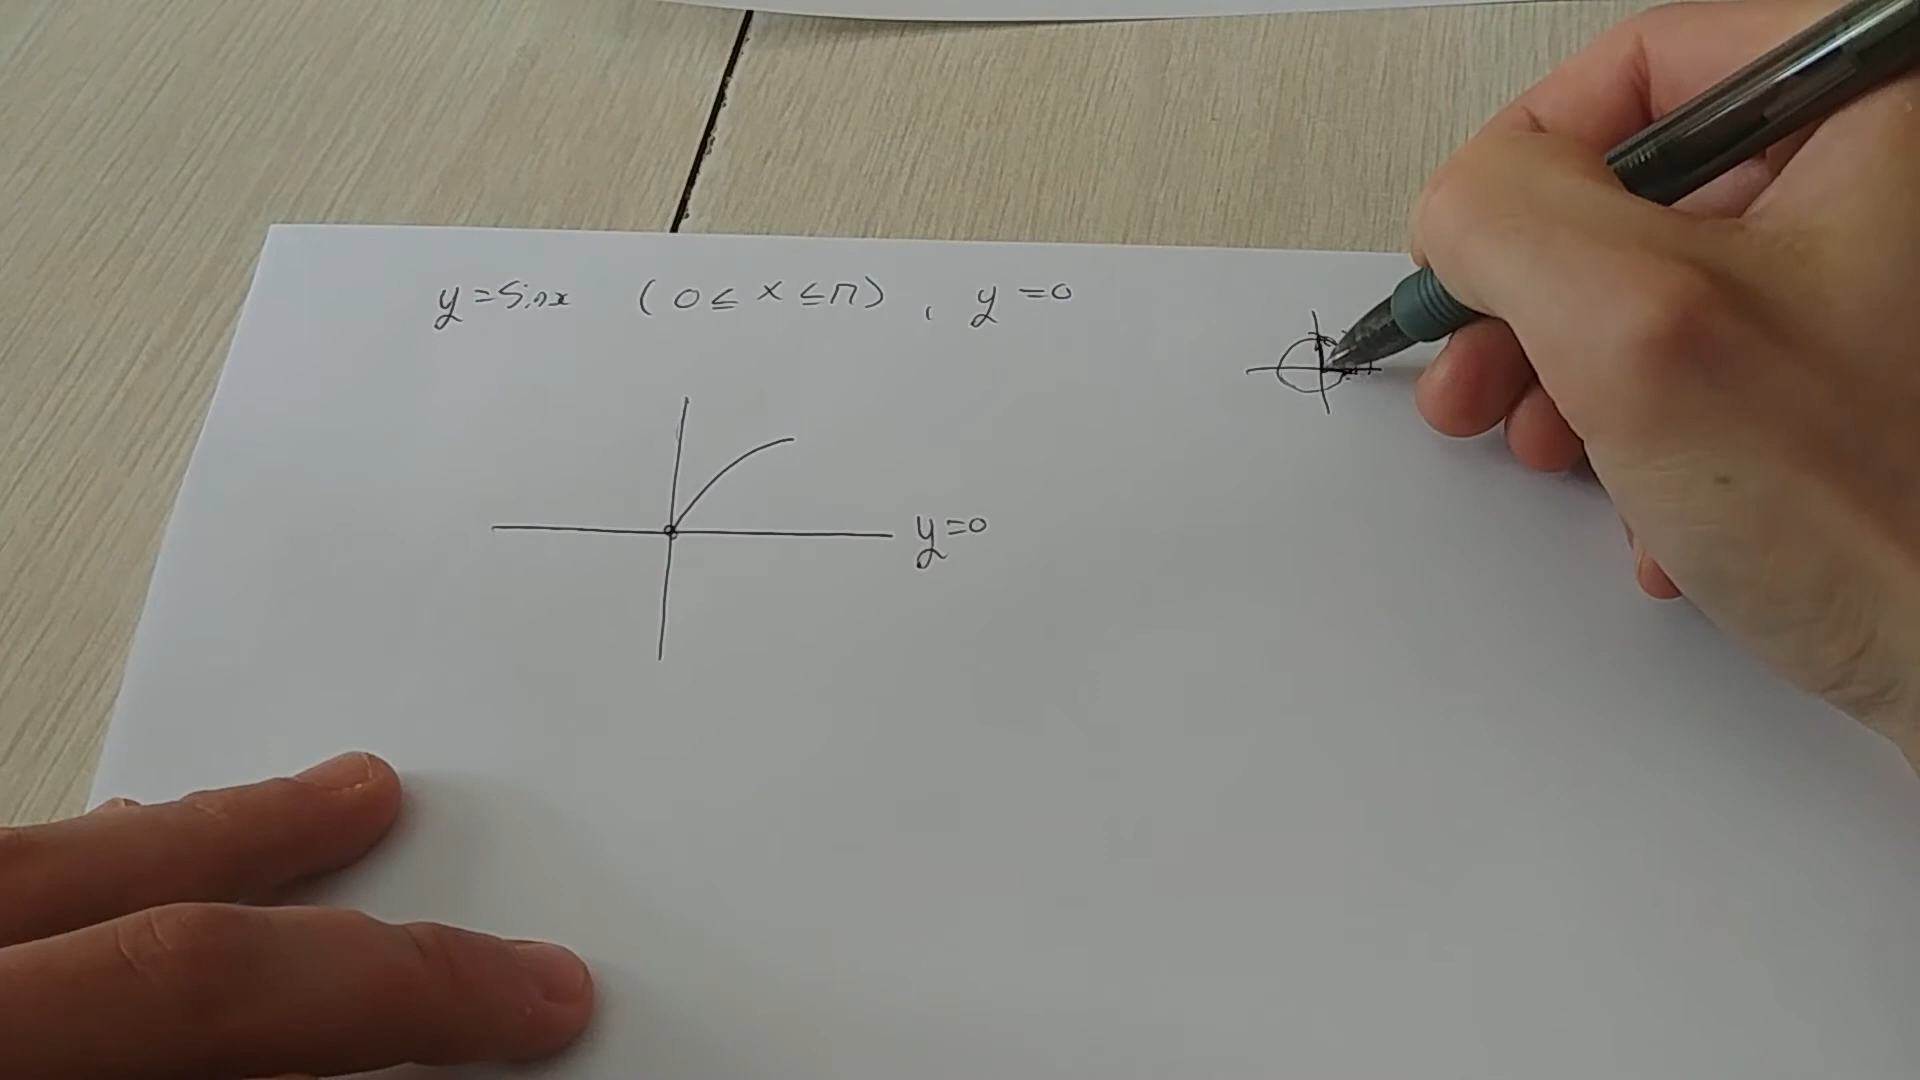 y = sinx ( 0 ≤ x ≤ π ) , y = 0
y = 0